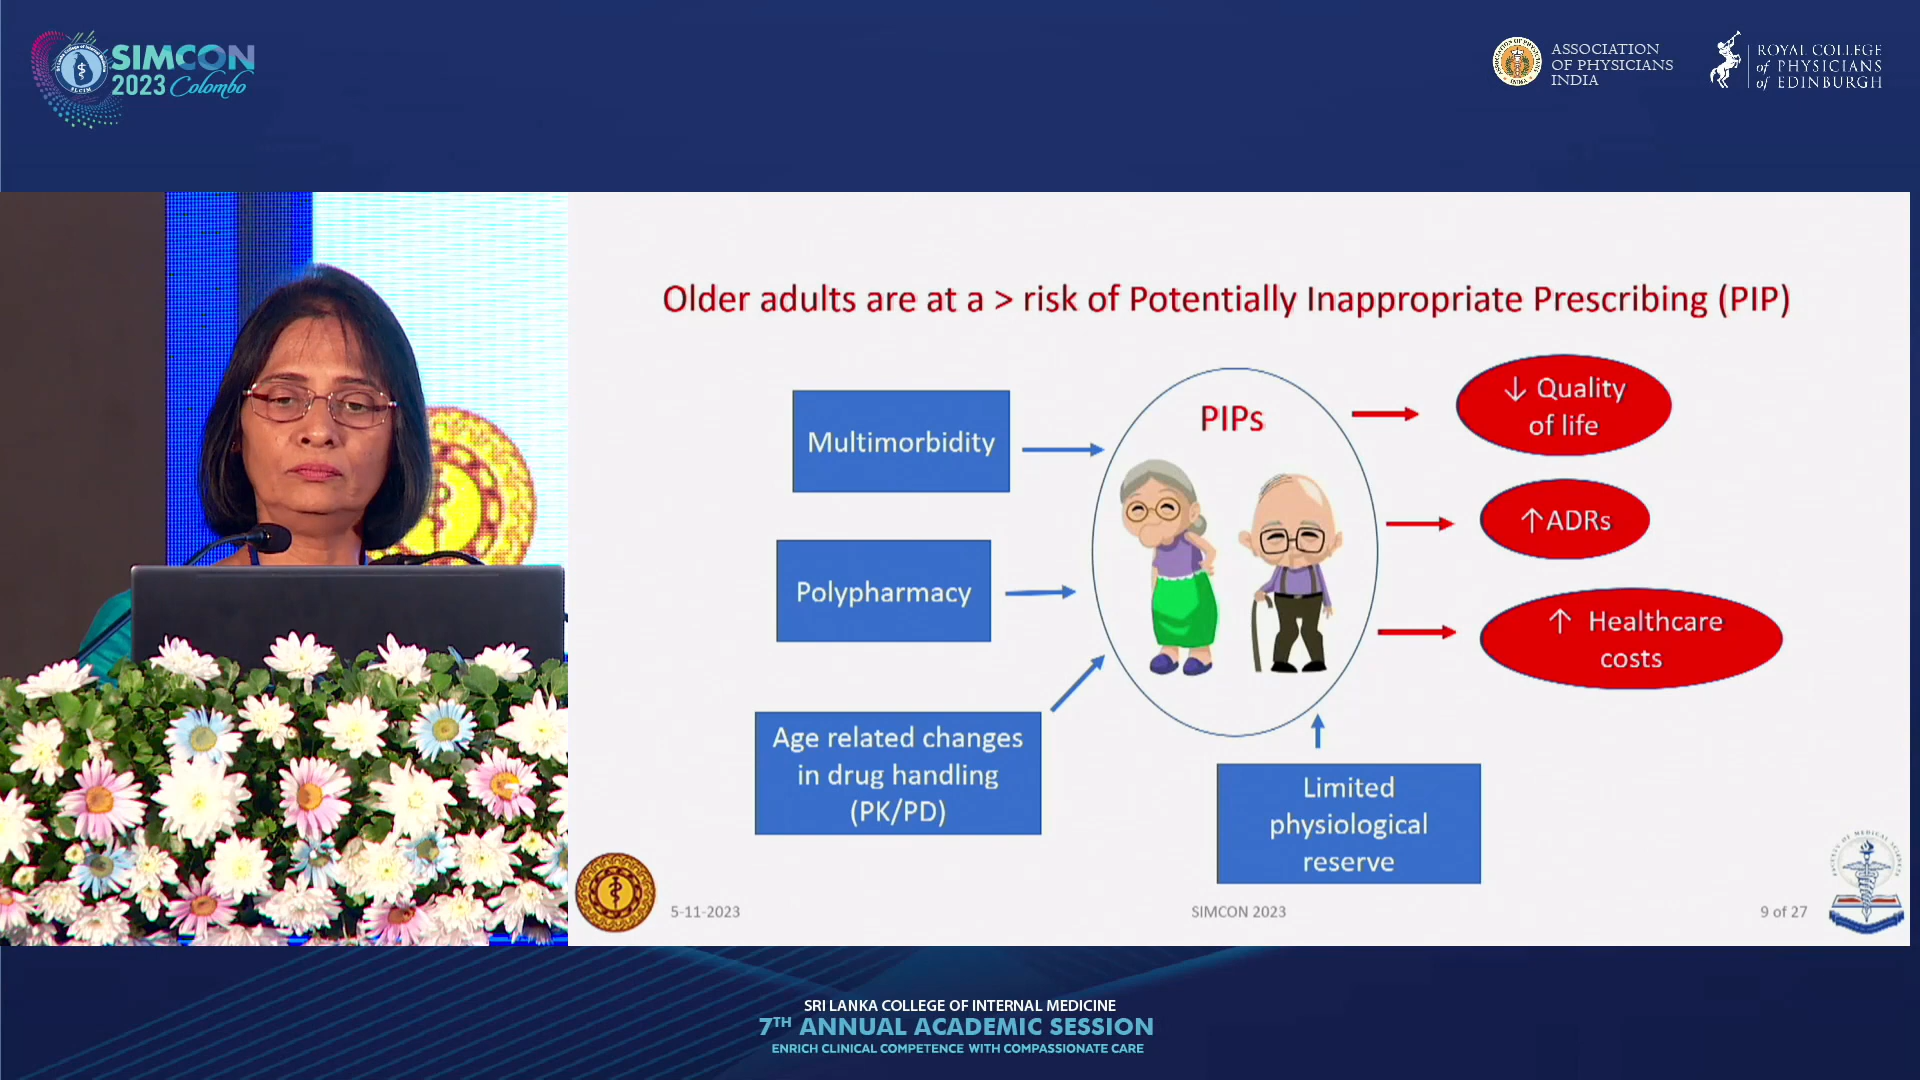 SIMCON
2023 Colombo
SLCIM
ASSOCIATION
OF PHYSICIANS
INDIA
ROYAL COLLEGE
of PHYSICIANS
of EDINBURGH
Older adults are at a > risk of Potentially Inappropriate Prescribing (PIP)
Multimorbidity
Polypharmacy
Age related changes
in drug handling
(PK/PD)
PIPs
Limited
physiological
reserve
↓ Quality
of life
↑ADRs
↑ Healthcare
costs
5-11-2023
SIMCON 2023
9 of 27
SRI LANKA COLLEGE OF INTERNAL MEDICINE
7TH ANNUAL ACADEMIC SESSION
ENRICH CLINICAL COMPETENCE WITH COMPASSIONATE CARE